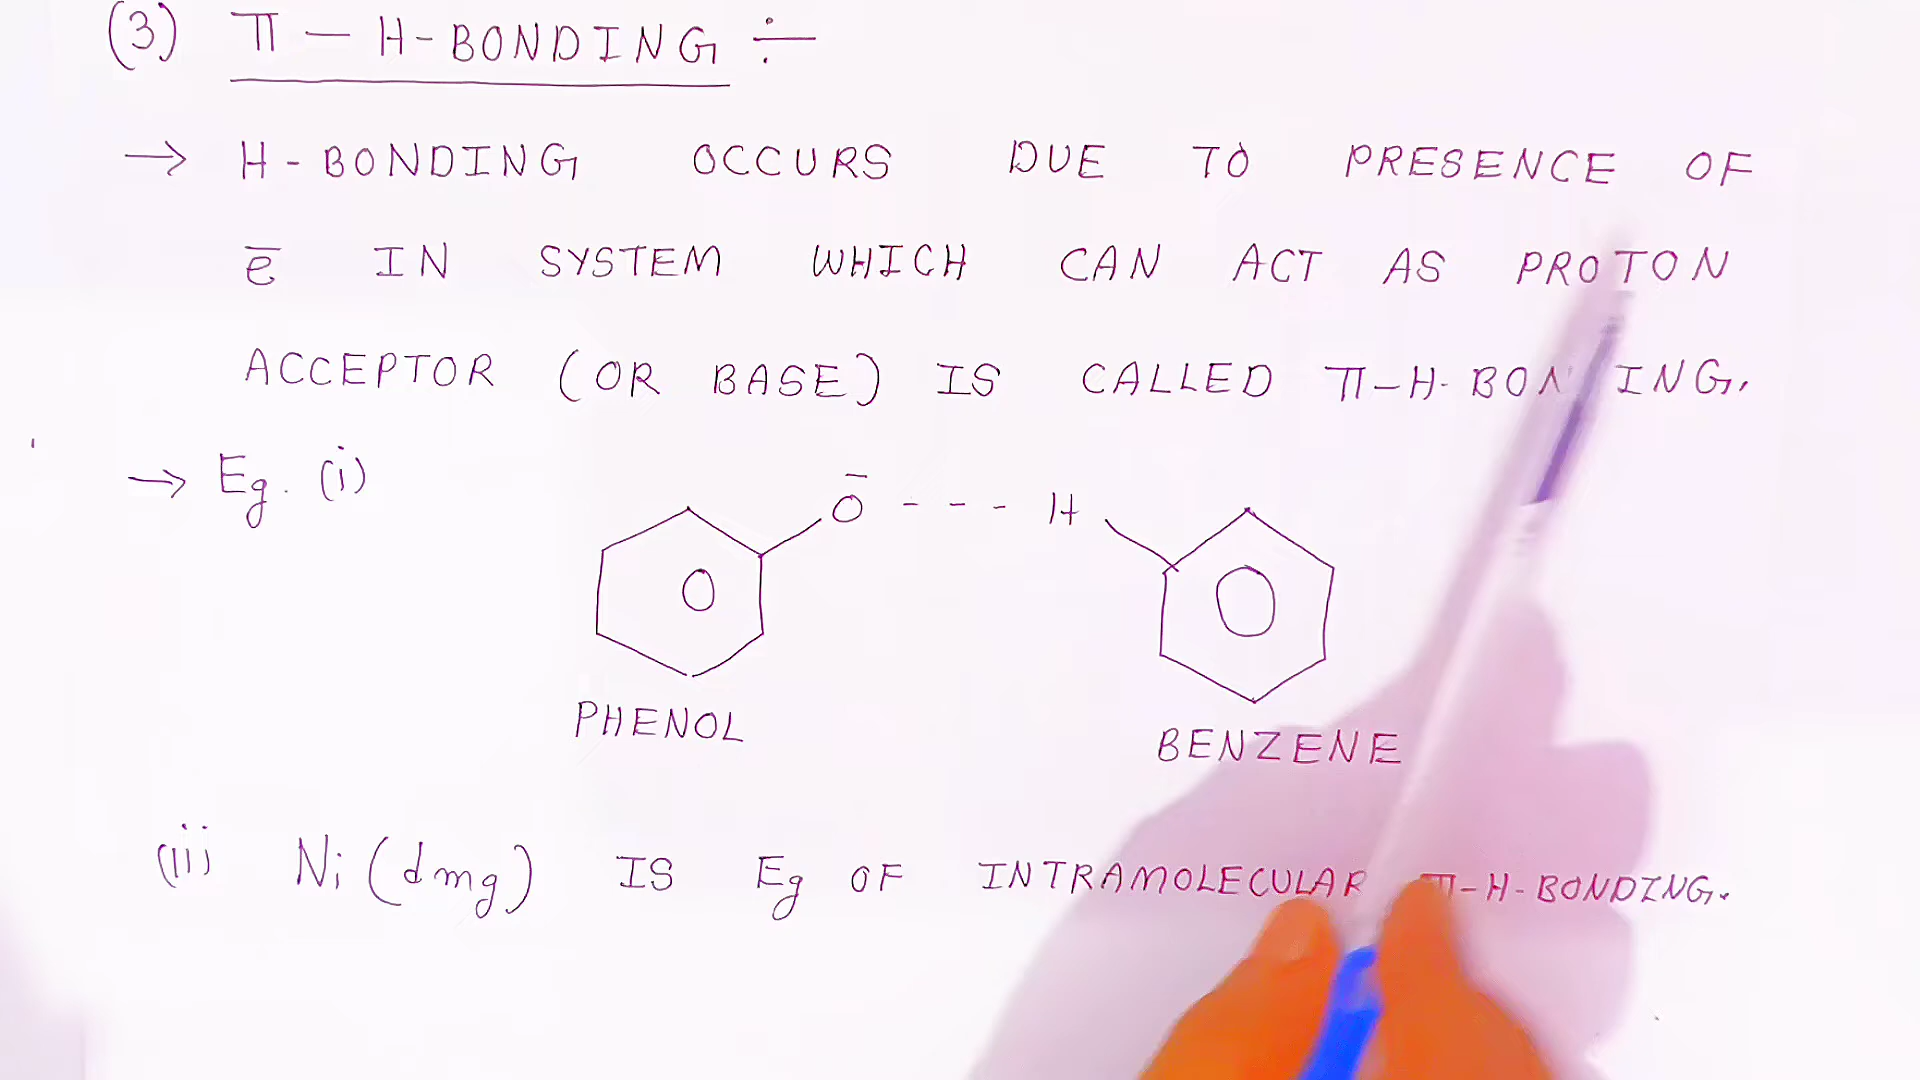 (3) π - H-BONDING ÷
→ H-BONDING OCCURS DUE TO PRESENCE OF
e̅ IN SYSTEM WHICH CAN ACT AS PROTON
ACCEPTOR (OR BASE) IS CALLED π-H-BONDING.
→ Eg. (i)
O̅ --- H
PHENOL
BENZENE
(ii) Ni(dmg) IS Eg OF INTRAMOLECULAR π-H-BONDING.